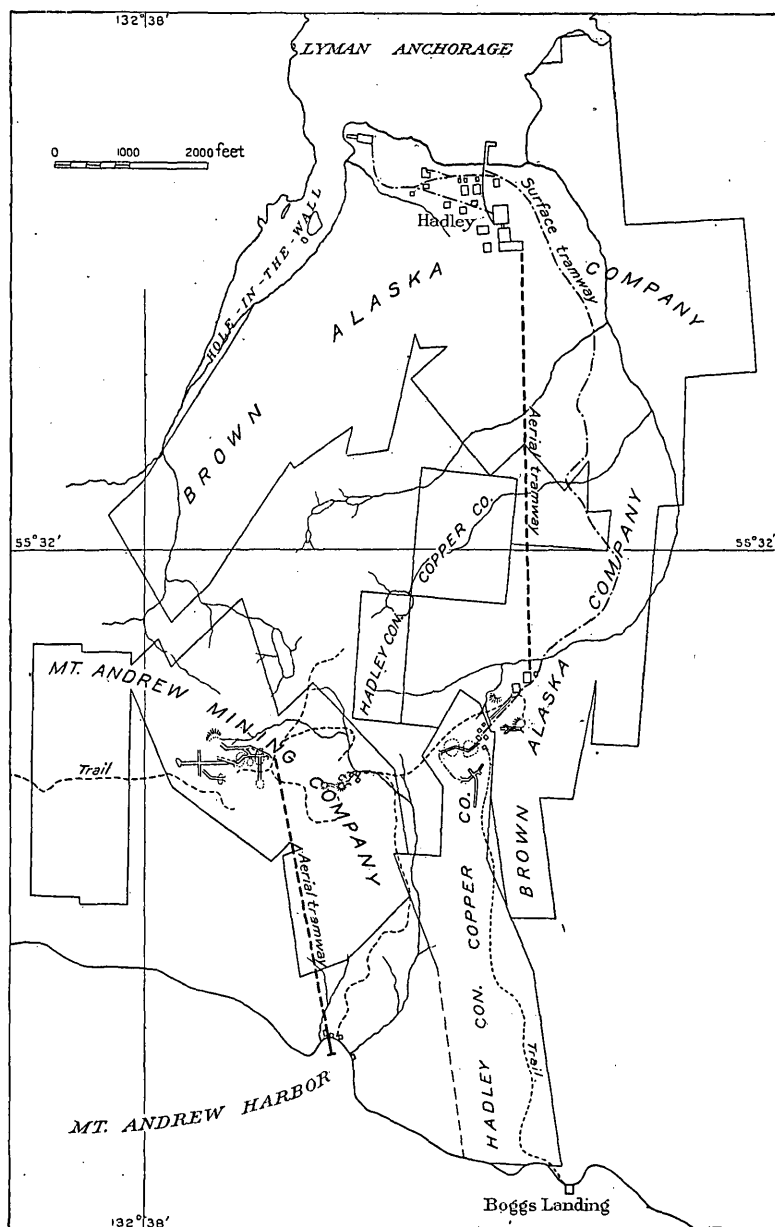 132°38'
LYMAN ANCHORAGE
0 1000 2000 feet
HOLE-IN-THE-WALL
Hadley
Surface tramway
BROWN ALASKA COMPANY
Aerial tramway
HADLEY CON. COPPER CO.
55°32' 55°32'
BROWN ALASKA COMPANY
MT. ANDREW MINING COMPANY
Trail
Aerial tramway
HADLEY CON. COPPER CO.
Trail
MT. ANDREW HARBOR
Boggs Landing
132°38'